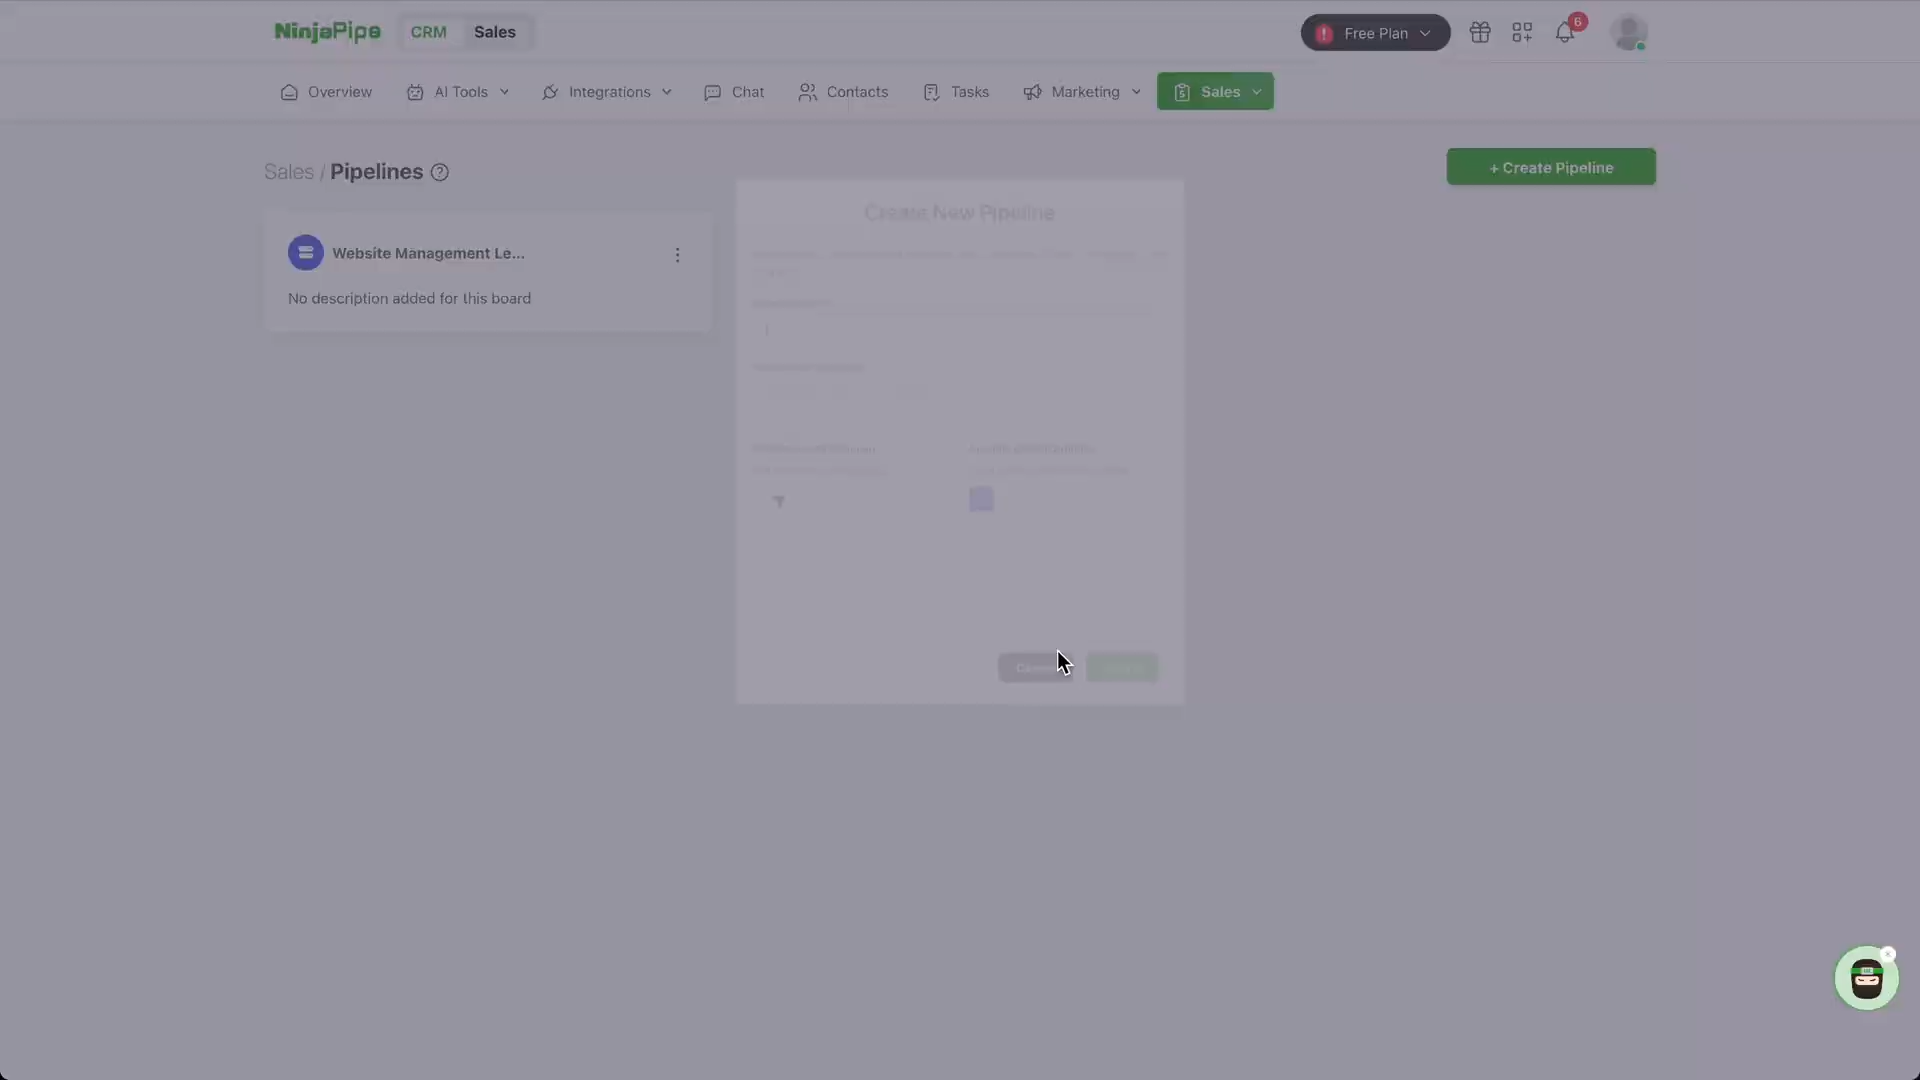 NinjaPipe
CRM
Sales
Free Plan
6
Overview
AI Tools
Integrations
Chat
Contacts
Tasks
Marketing
Sales
Sales / Pipelines
+ Create Pipeline
Create New Pipeline
Website Management Le...
No description added for this board